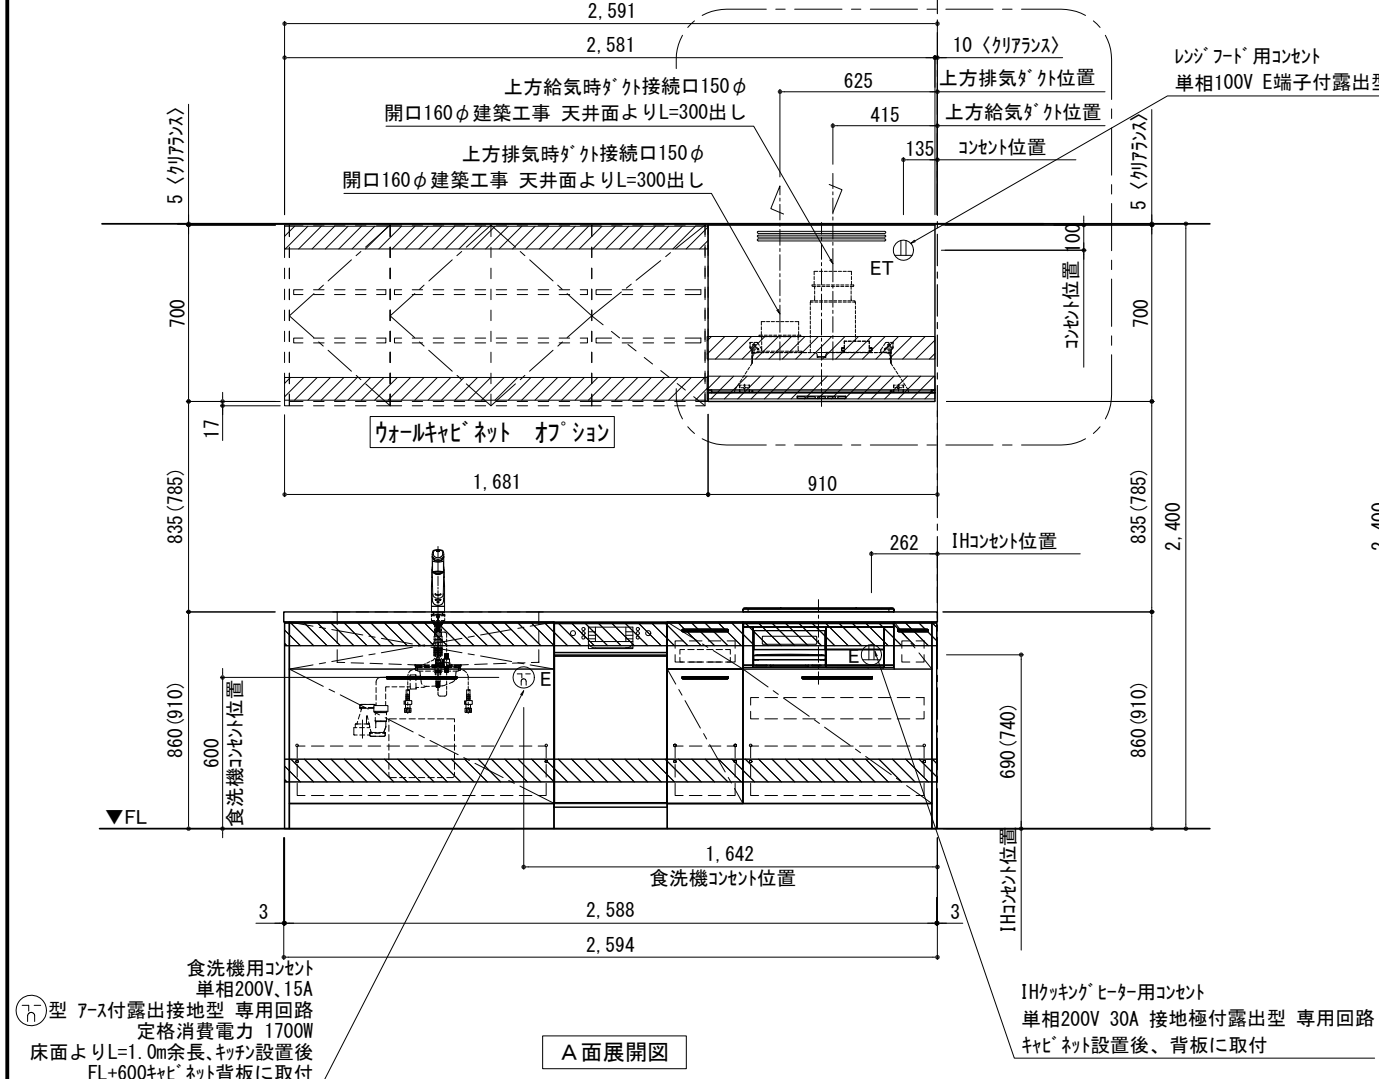 2,591
2,581
10 〈クリアランス〉
レンジフード用コンセント
単相100V E端子付露出型
上方給気時ダクト接続口150φ
開口160φ建築工事 天井面よりL=300出し
625
上方排気ダクト位置
415
上方給気ダクト位置
上方排気時ダクト接続口150φ
開口160φ建築工事 天井面よりL=300出し
135
コンセント位置
5 〈クリアランス〉
5 〈クリアランス〉
ET
100
コンセント位置
700
700
17
ウォールキャビネット オプション
1,681
910
835(785)
835(785)
2,400
2,400
262
IHコンセント位置
E
E
860(910)
600
食洗機コンセント位置
690(740)
860(910)
▼FL
1,642
食洗機コンセント位置
IHコンセント位置
3
2,588
3
2,594
食洗機用コンセント
単相200V、15A
型 アース付露出接地型 専用回路
定格消費電力 1700W
床面よりL=1.0m余長、キッチン設置後
FL+600キャビネット背板に取付
A面展開図
IHクッキングヒーター用コンセント
単相200V 30A 接地極付露出型 専用回路
キャビネット設置後、背板に取付